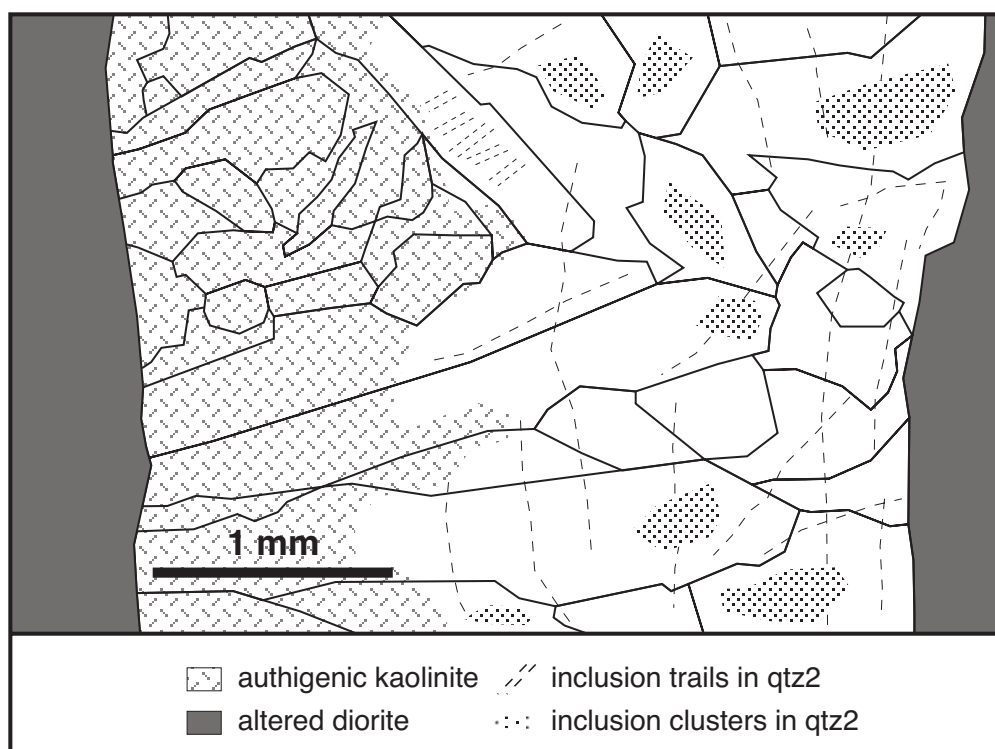 1 mm
authigenic kaolinite
inclusion trails in qtz2
altered diorite
inclusion clusters in qtz2